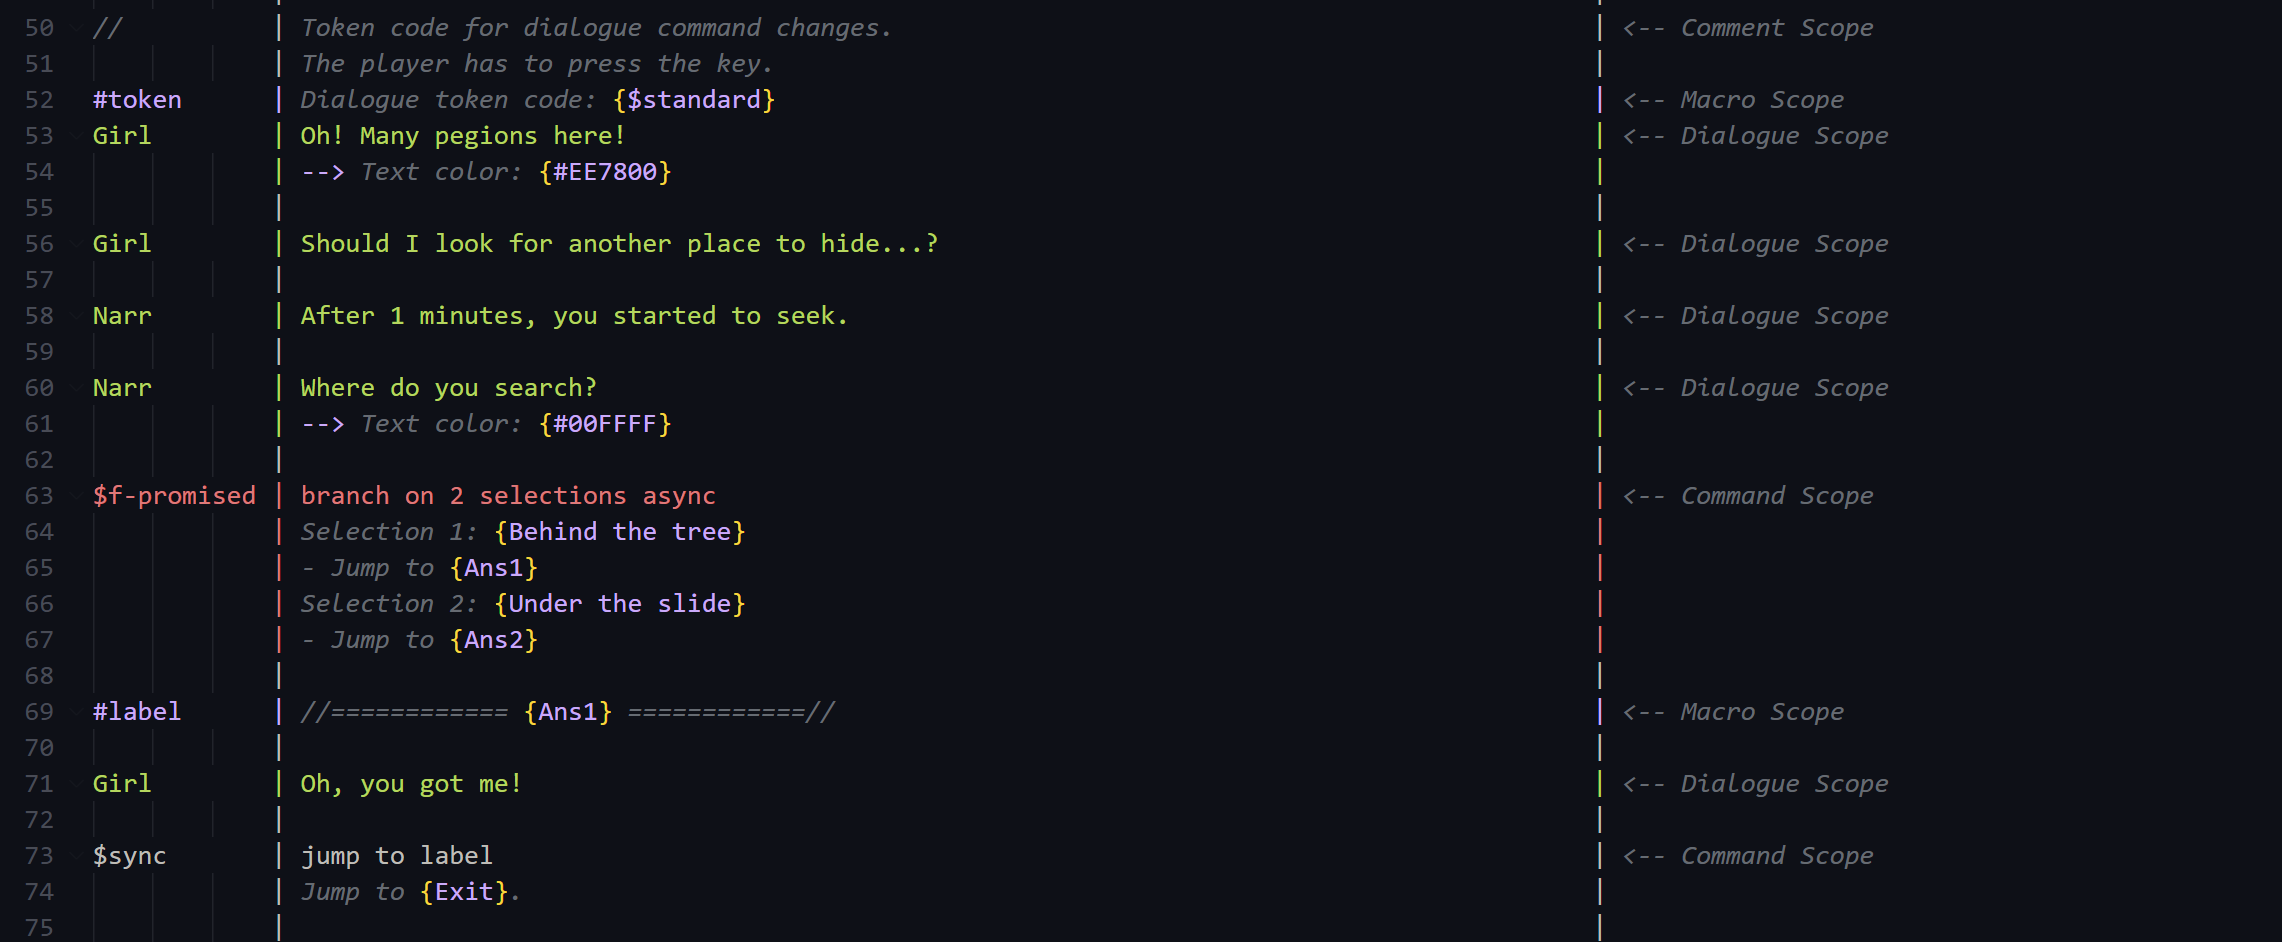 50 // | Token code for dialogue command changes. | <-- Comment Scope
51 | The player has to press the key. |
52 #token | Dialogue token code: {$standard} | <-- Macro Scope
53 Girl | Oh! Many pegions here! | <-- Dialogue Scope
54 | --> Text color: {#EE7800} |
55 | |
56 Girl | Should I look for another place to hide...? | <-- Dialogue Scope
57 | |
58 Narr | After 1 minutes, you started to seek. | <-- Dialogue Scope
59 | |
60 Narr | Where do you search? | <-- Dialogue Scope
61 | --> Text color: {#00FFFF} |
62 | |
63 $f-promised | branch on 2 selections async | <-- Command Scope
64 | Selection 1: {Behind the tree} |
65 | - Jump to {Ans1} |
66 | Selection 2: {Under the slide} |
67 | - Jump to {Ans2} |
68 | |
69 #label | //============ {Ans1} ============// | <-- Macro Scope
70 | |
71 Girl | Oh, you got me! | <-- Dialogue Scope
72 | |
73 $sync | jump to label | <-- Command Scope
74 | Jump to {Exit}. |
75 | |